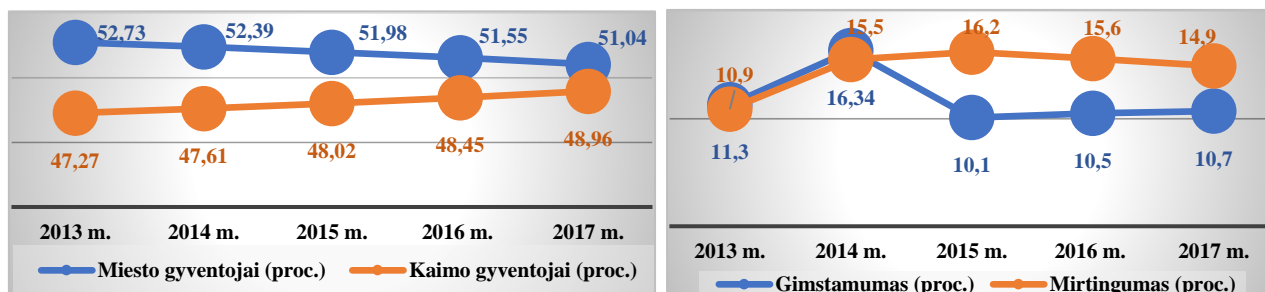 52,73 52,39 51,98 51,55 51,04
47,27 47,61 48,02 48,45 48,96
2013 m. 2014 m. 2015 m. 2016 m. 2017 m.
Miesto gyventojai (proc.) Kaimo gyventojai (proc.)
10,9 15,5 16,2 15,6 14,9
11,3 16,34 10,1 10,5 10,7
2013 m. 2014 m. 2015 m. 2016 m. 2017 m.
Gimstamumas (proc.) Mirtingumas (proc.)